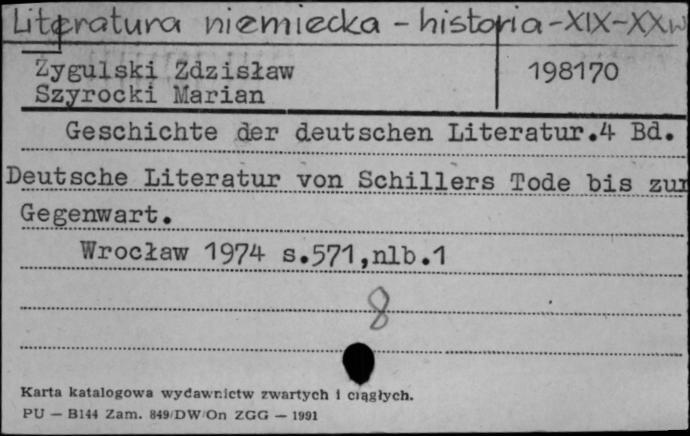 Literatura niemiecka - historia - XIX-XX w
Żygulski Zdzisław 198170
Szyrocki Marian
Geschichte der deutschen Literatur.4 Bd.
Deutsche Literatur von Schillers Tode bis zur
Gegenwart.
Wrocław 1974 s.571,nlb.1
8
Karta katalogowa wydawnictw zwartych i ciągłych.
PU — B144 Zam. 849/DW/On ZGG — 1991